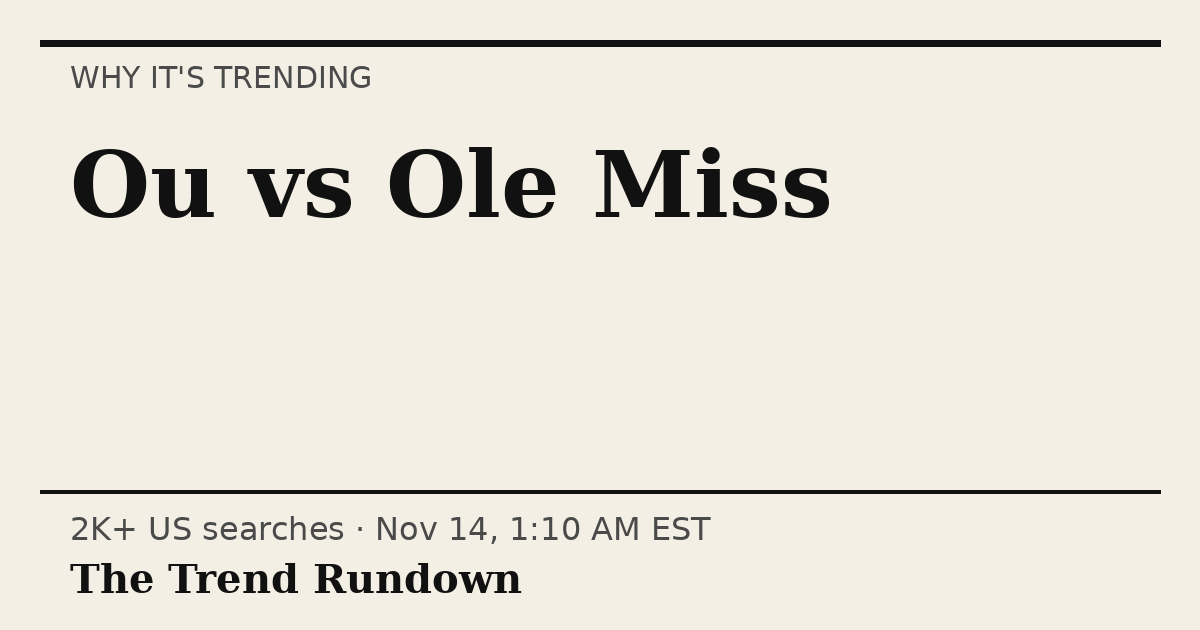 WHY IT'S TRENDING
Ou vs Ole Miss
2K+ US searches · Nov 14, 1:10 AM EST
The Trend Rundown